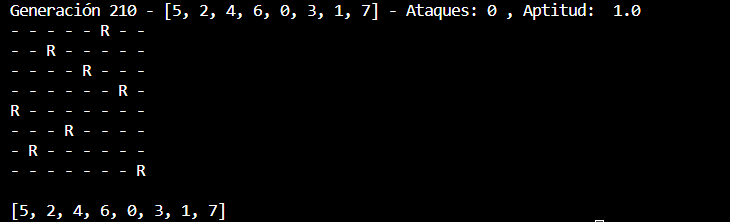 Generación 210 - [5, 2, 4, 6, 0, 3, 1, 7] - Ataques: 0 , Aptitud:  1.0
- - - - - R - -
- - R - - - - -
- - - - R - - -
- - - - - - R -
R - - - - - - -
- - - R - - - -
- R - - - - - -
- - - - - - - R
[5, 2, 4, 6, 0, 3, 1, 7]